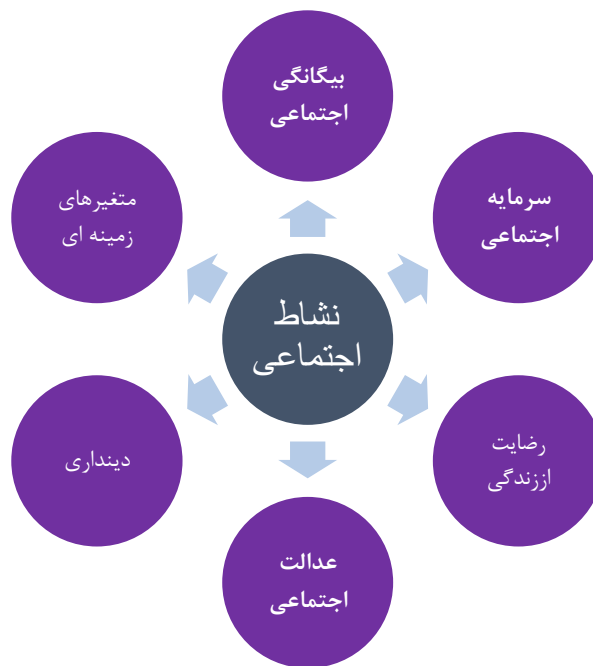 بیگانگی
اجتماعی
سرمایه
اجتماعی
متغیرهای
زمینه ای
نشاط
اجتماعی
رضایت
اززندگی
دینداری
عدالت
اجتماعی